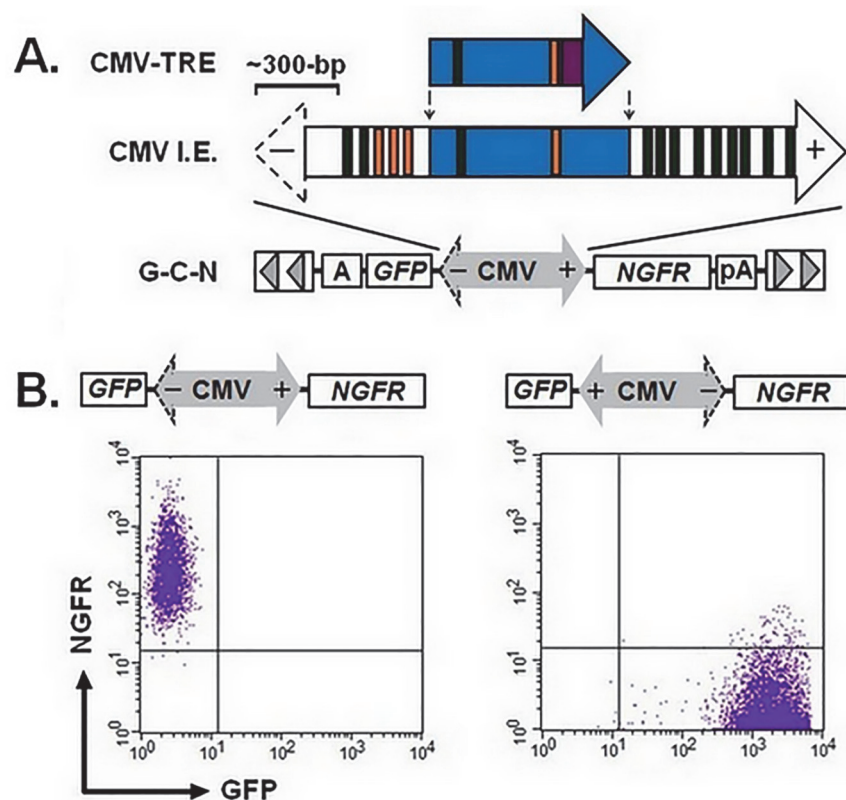 A.
CMV-TRE
~300-bp
CMV I.E.
− +
G-C-N
A GFP − CMV + NGFR pA
B.
GFP − CMV + NGFR
GFP + CMV − NGFR
10⁴
10³
10²
10¹
10⁰
10⁰ 10¹ 10² 10³ 10⁴
NGFR
GFP
10⁴
10³
10²
10¹
10⁰
10⁰ 10¹ 10² 10³ 10⁴